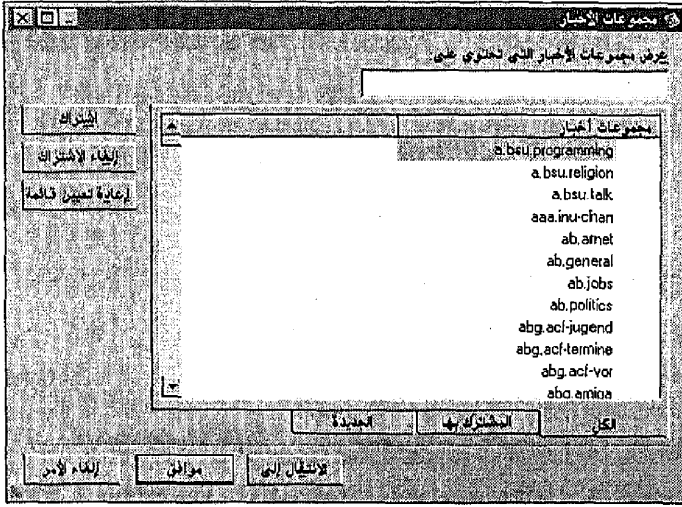 مجموعات الأخبار
عرض مجموعات الأخبار التي تحتوي على:
اشتراك
إلغاء الاشتراك
إعادة تعيين قائمة
مجموعات أخبار
a.bsu.programming
a.bsu.religion
a.bsu.talk
aaa.inu-chan
ab.arnet
ab.general
ab.jobs
ab.politics
abg.acf-jugend
abg.acf-termine
abg.acf-vor
abg.amiga
الكل
المشترك بها
الجديدة
الانتقال إلى
موافق
إلغاء الأمر